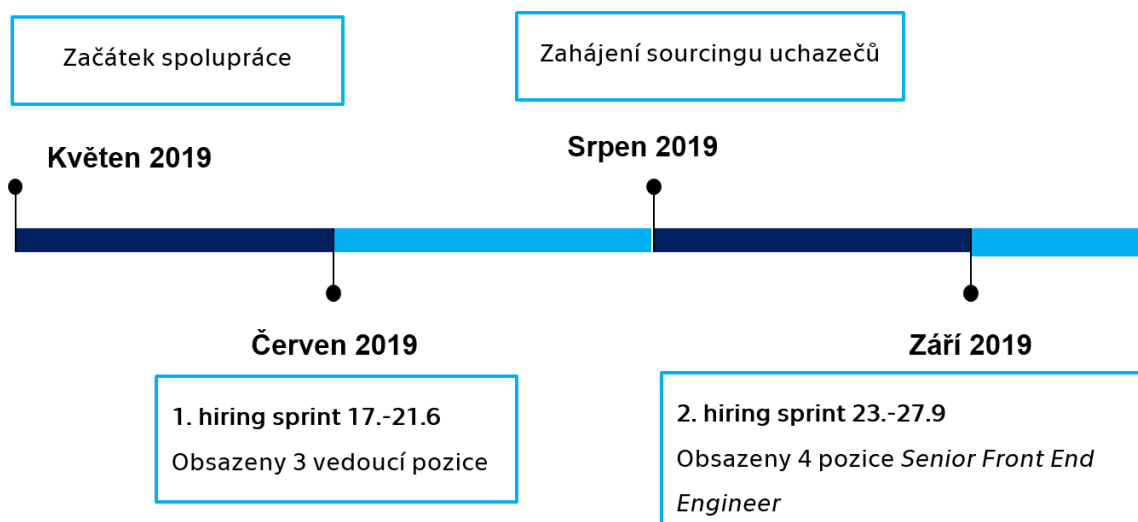 Začátek spolupráce
Zahájení sourcingu uchazečů
Květen 2019
Srpen 2019
Červen 2019
Září 2019
1. hiring sprint 17.-21.6
Obsazeny 3 vedoucí pozice
2. hiring sprint 23.-27.9
Obsazeny 4 pozice Senior Front End
Engineer